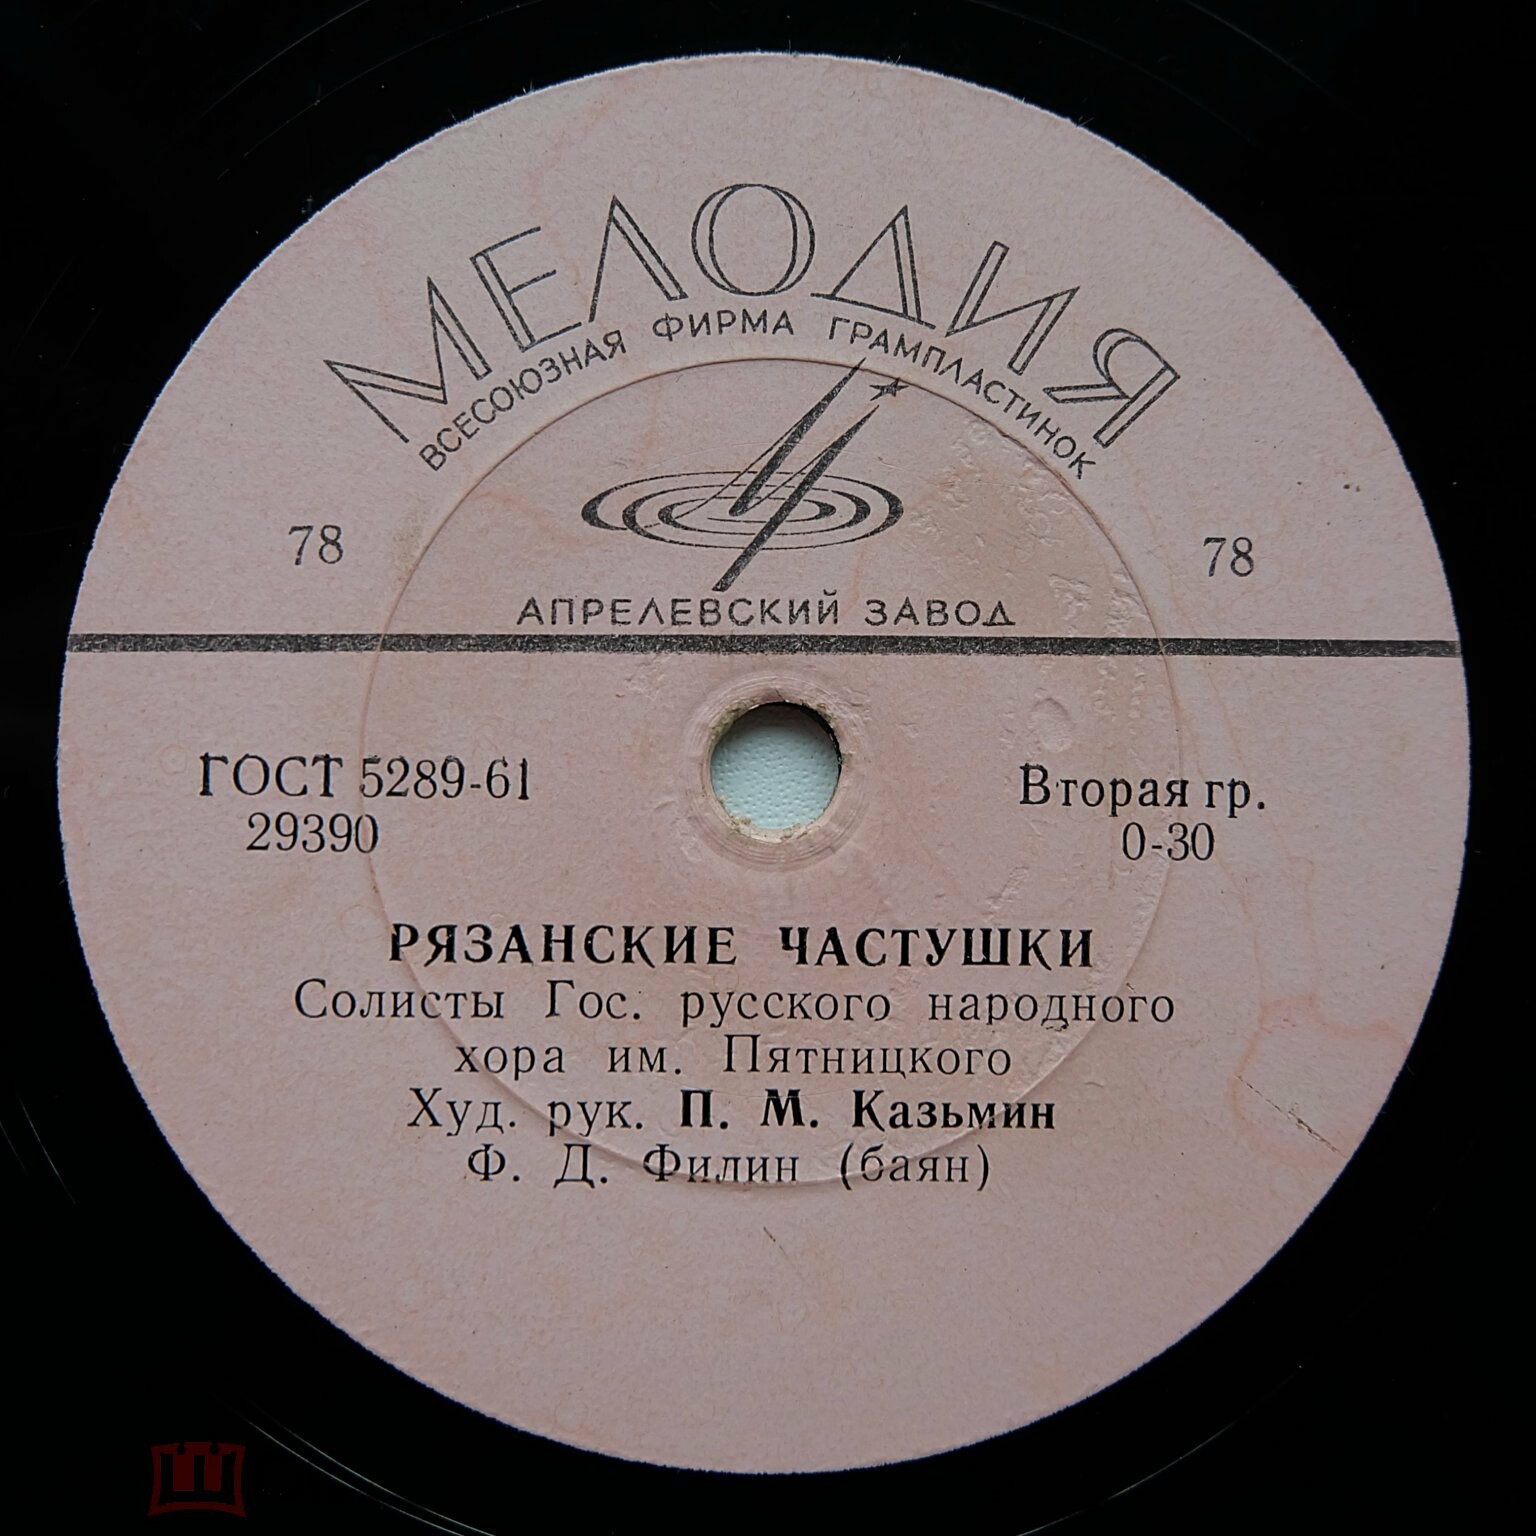 МЕЛОДИЯ
ВСЕСОЮЗНАЯ ФИРМА ГРАМПЛАСТИНОК
78 78
АПРЕЛЕВСКИЙ ЗАВОД
ГОСТ 5289-61 Вторая гр.
29390 0-30
РЯЗАНСКИЕ ЧАСТУШКИ
Солисты Гос. русского народного
хора им. Пятницкого
Худ. рук. П. М. Казьмин
Ф. Д. Филин (баян)